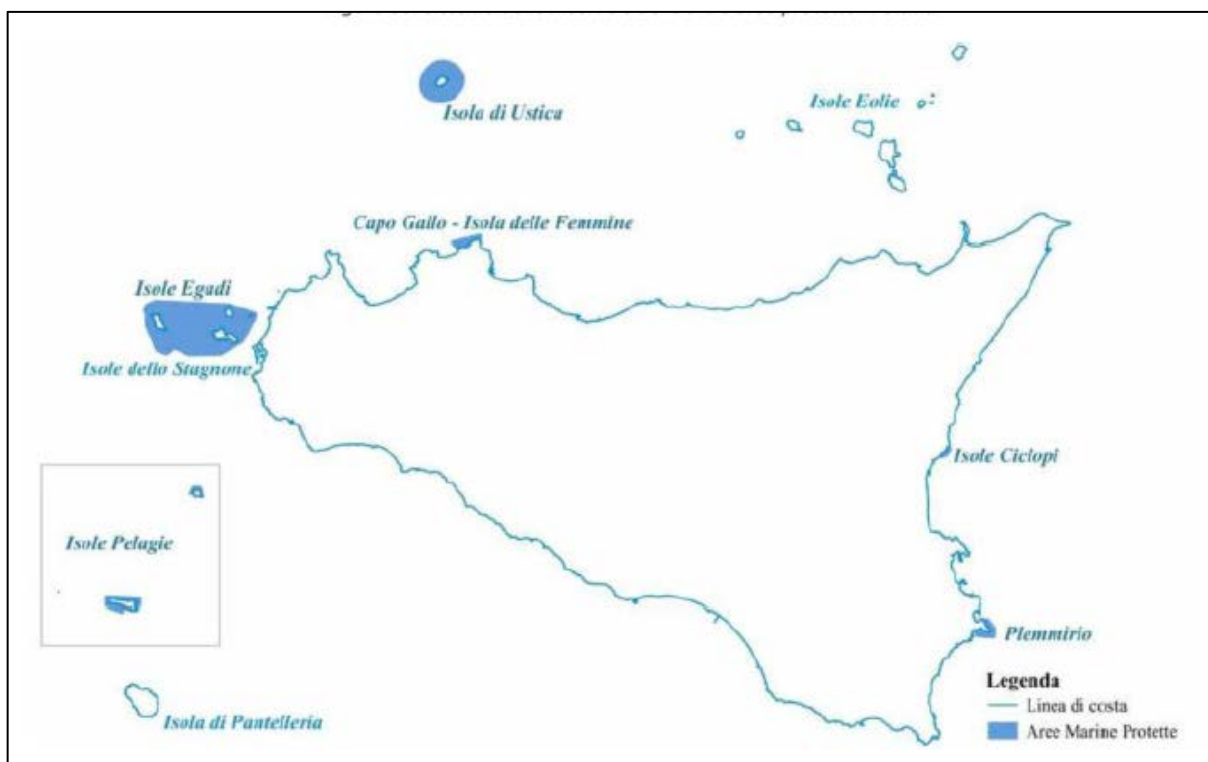 Isola di Ustica
Isole Eolie
Capo Gallo - Isola delle Femmine
Isole Egadi
Isole dello Stagnone
Isole Ciclopi
Isole Pelagie
Plemmirio
Isola di Pantelleria
Legenda
Linea di costa
Aree Marine Protette